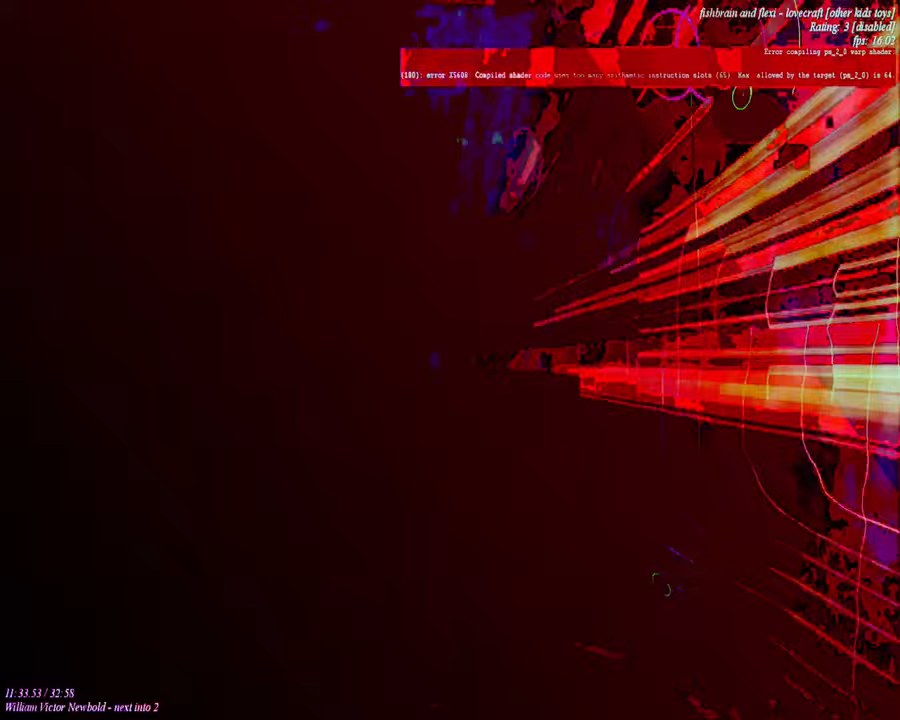 fishbrain and flexi - lovecraft [other kids toys]
Rating: 3 [disabled]
fps: 16.02
Error compiling ps_2_0 warp shader:
(180): error X5608 Compiled shader code uses too many arithmetic instruction slots (65) Max allowed by the target (ps_2_0) is 64.
11:33.53 / 32:58
William Victor Newbold - next into 2